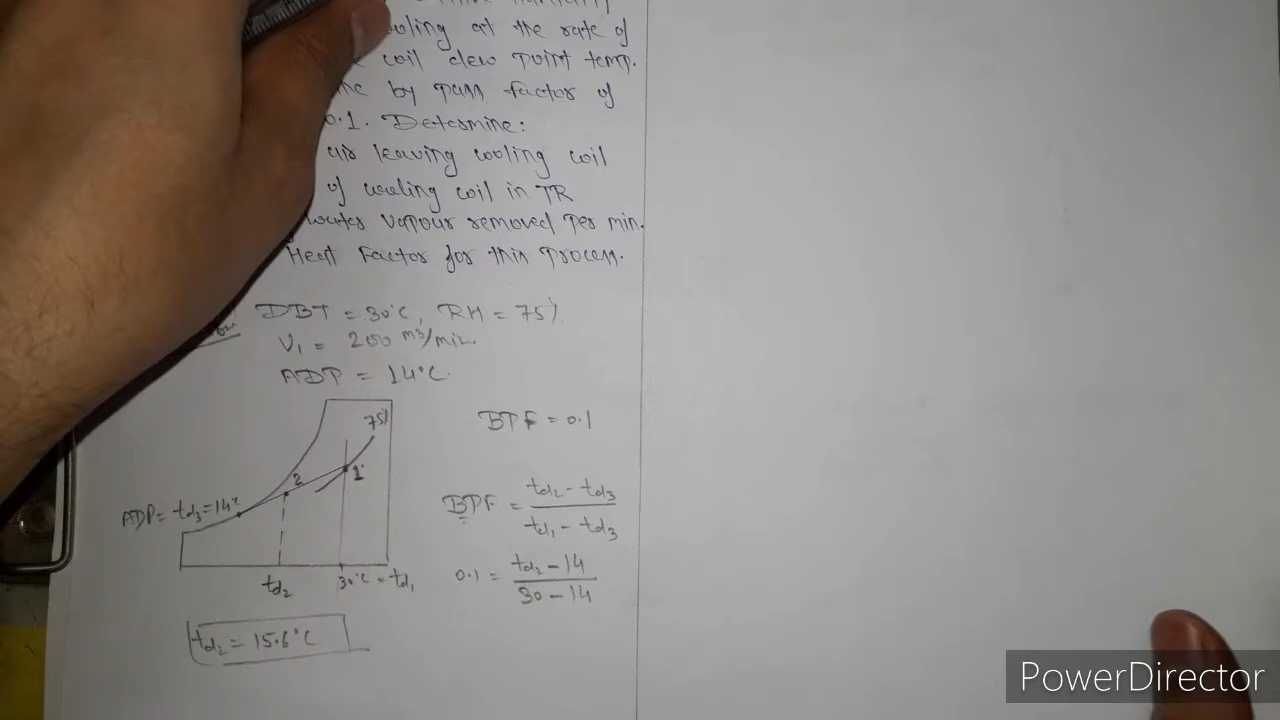 cooling at the rate of
coil dew point temp.
by pass factor of
0.1. Determine:
air leaving cooling coil
of cooling coil in TR
water vapour removed per min.
Heat Factor for this process.
DBT = 30°C, RH = 75%
V₁ = 200 m³/min.
ADP = 14°C.
75%
BPF = 0.1
1
2
ADP = td₃ = 14°C
BPF = td₂ - td₃ / td₁ - td₃
0.1 = td₂ - 14 / 30 - 14
td₂
30°C = td₁
td₂ = 15.6°C
PowerDirector